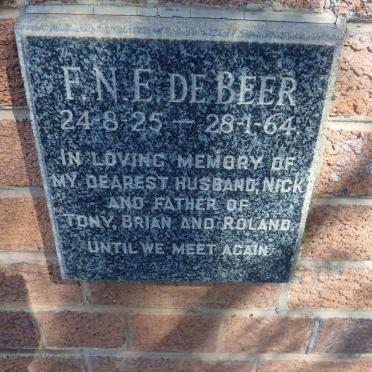 F. N. E. DE BEER
24·8·25 — 28·1·64.
IN LOVING MEMORY OF
MY DEAREST HUSBAND, NICK
AND FATHER OF
TONY, BRIAN AND ROLAND.
UNTIL WE MEET AGAIN.